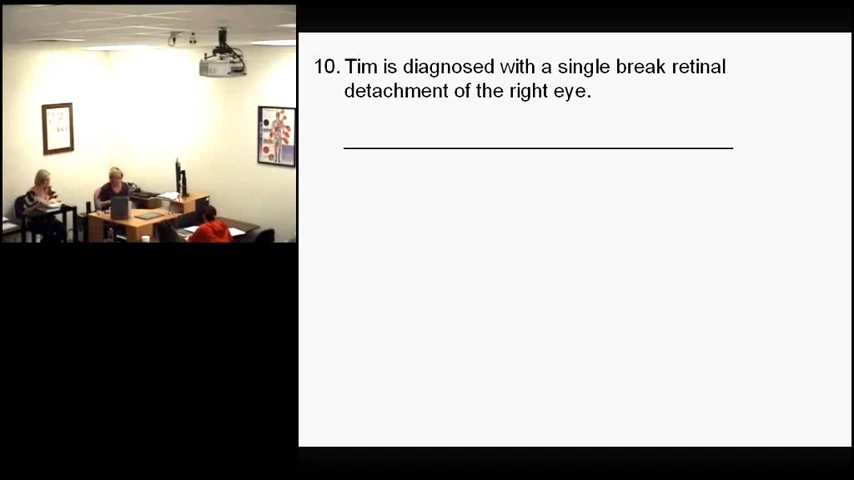 10. Tim is diagnosed with a single break retinal
detachment of the right eye.